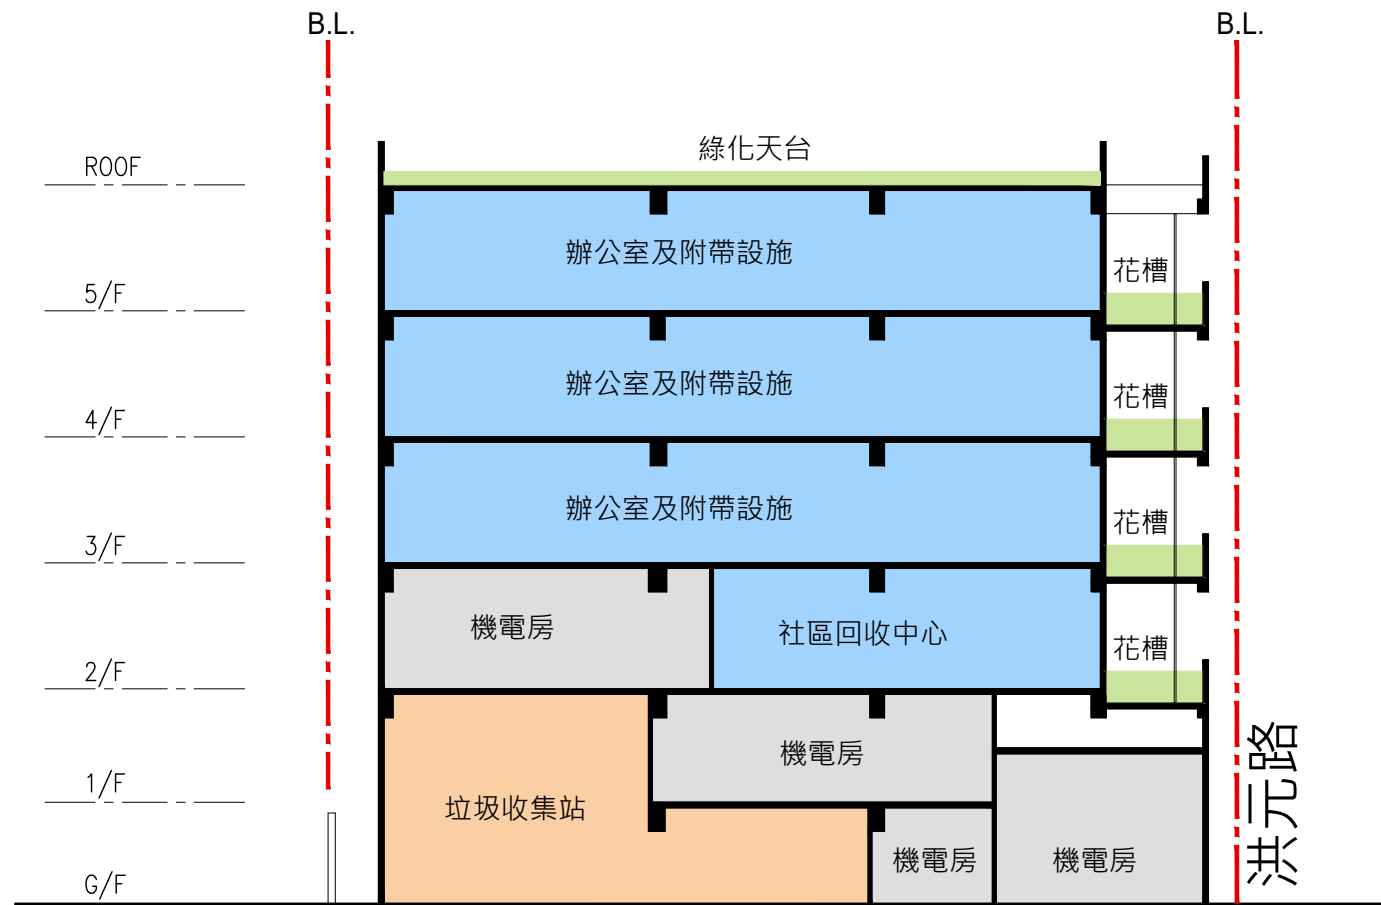 B.L.
B.L.
綠化天台
ROOF
辦公室及附帶設施
花槽
5/F
辦公室及附帶設施
花槽
4/F
辦公室及附帶設施
花槽
3/F
機電房
社區回收中心
花槽
2/F
機電房
1/F
垃圾收集站
機電房
機電房
G/F
洪元路